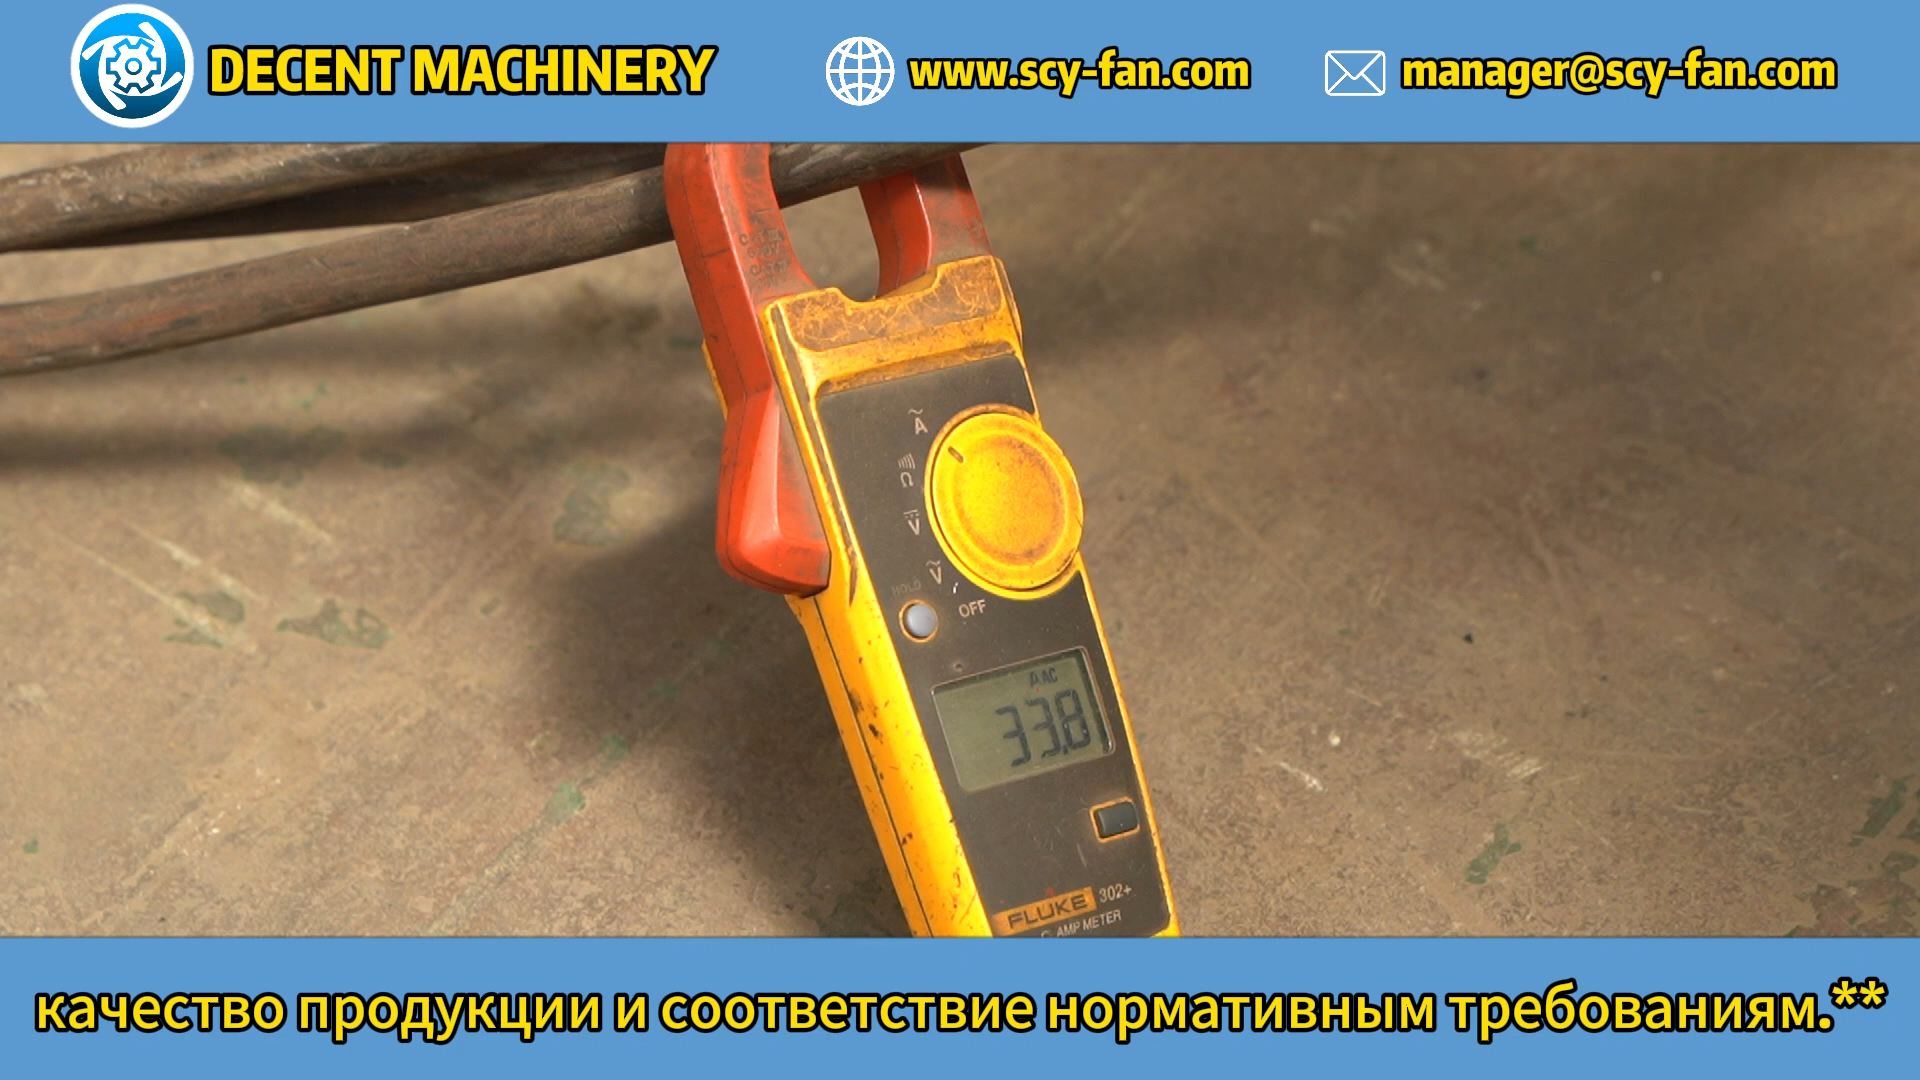 DECENT MACHINERY
www.scy-fan.com
manager@scy-fan.com
Ã
Ω
V
Ṽ
HOLD
OFF
A AC
33.8
FLUKE 302+
CLAMP METER
качество продукции и соответствие нормативным требованиям.**